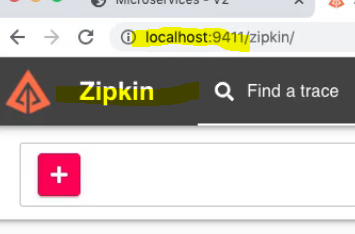 Microservices - V2
localhost:9411/zipkin/
Zipkin Find a trace